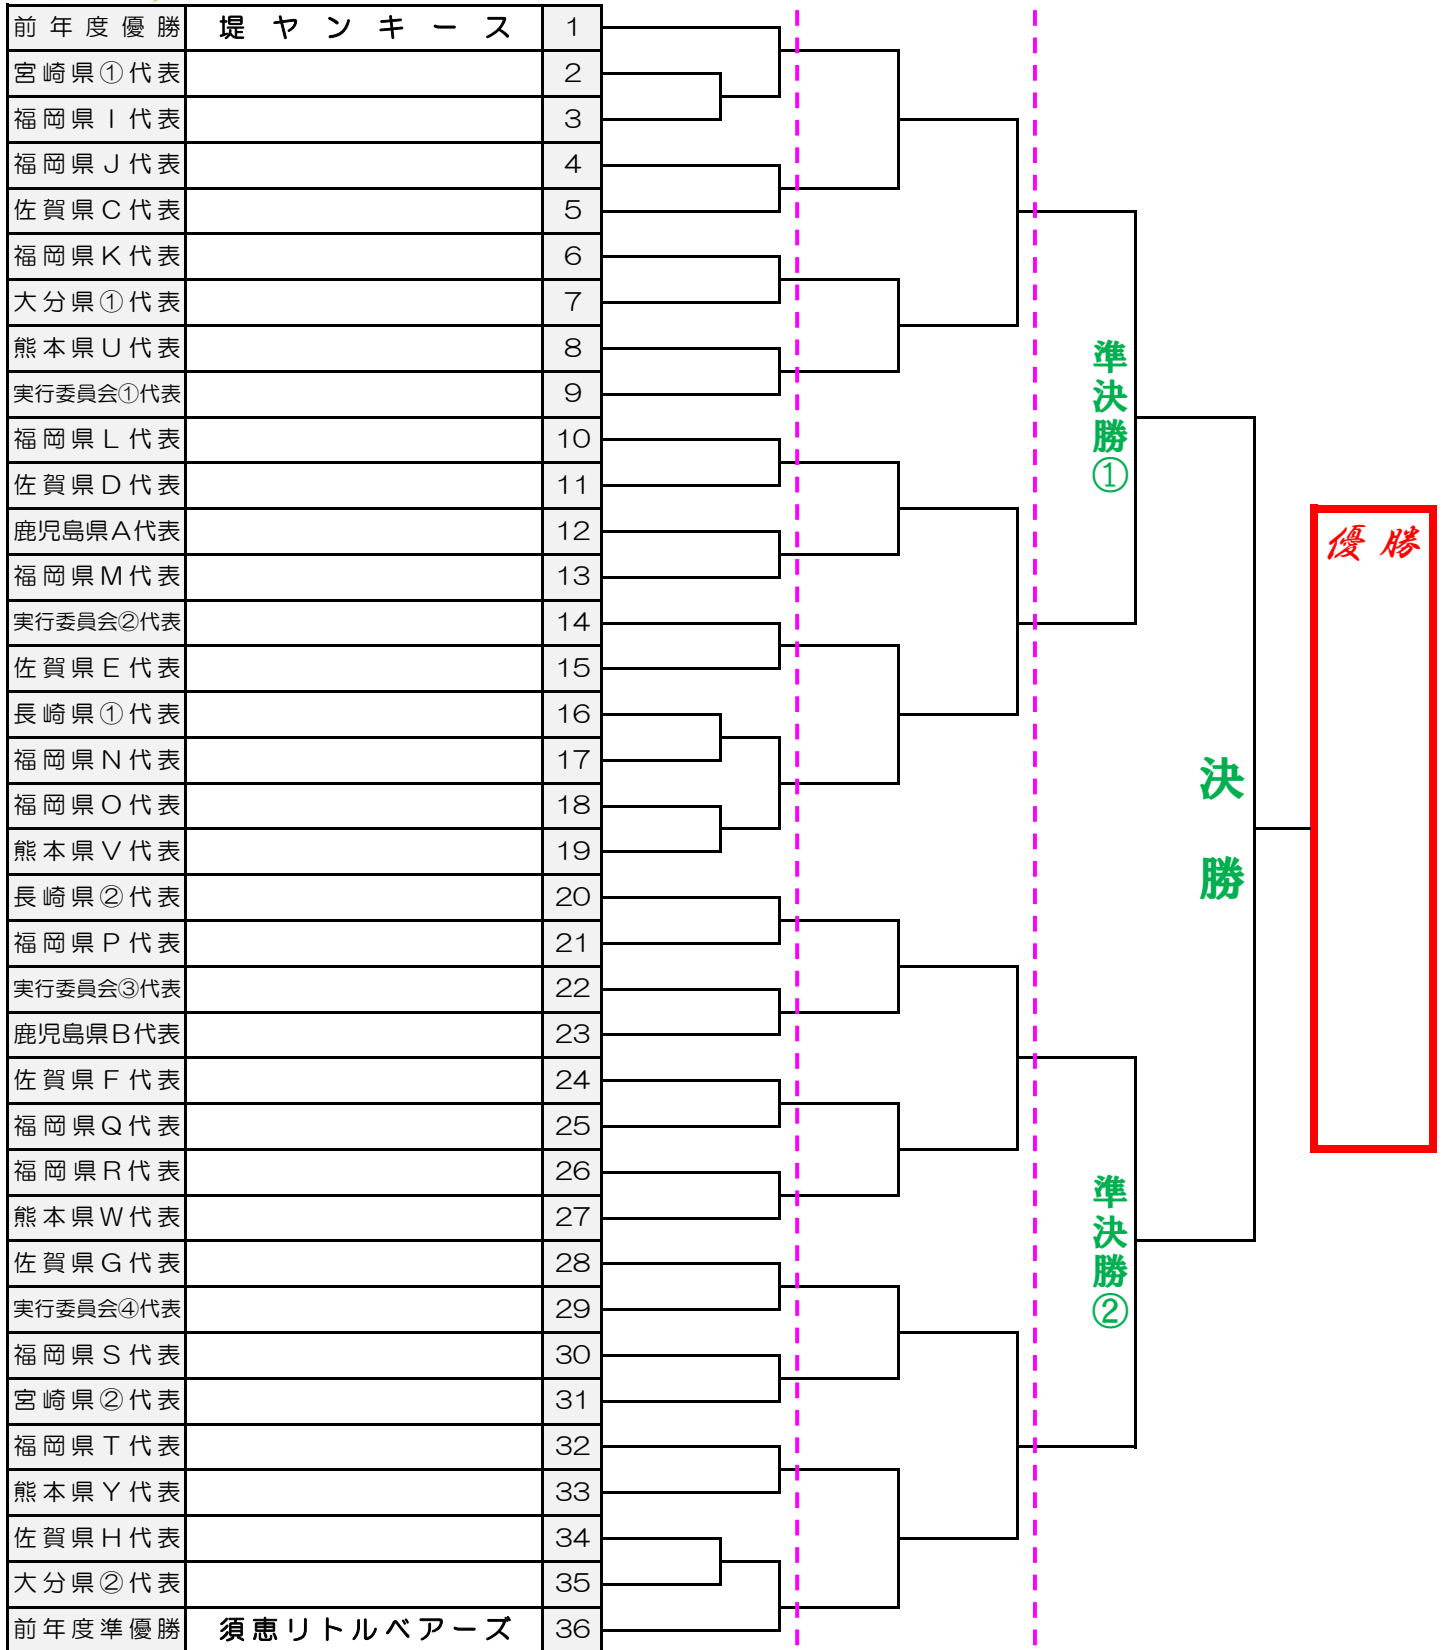 前年度優勝 堤ヤンキース 1
宮崎県①代表 2
福岡県I代表 3
福岡県J代表 4
佐賀県C代表 5
福岡県K代表 6
大分県①代表 7
熊本県U代表 8
実行委員会①代表 9
福岡県L代表 10
佐賀県D代表 11
鹿児島県A代表 12
福岡県M代表 13
実行委員会②代表 14
佐賀県E代表 15
長崎県①代表 16
福岡県N代表 17
福岡県O代表 18
熊本県V代表 19
長崎県②代表 20
福岡県P代表 21
実行委員会③代表 22
鹿児島県B代表 23
佐賀県F代表 24
福岡県Q代表 25
福岡県R代表 26
熊本県W代表 27
佐賀県G代表 28
実行委員会④代表 29
福岡県S代表 30
宮崎県②代表 31
福岡県T代表 32
熊本県Y代表 33
佐賀県H代表 34
大分県②代表 35
前年度準優勝 須恵リトルベアーズ 36
準決勝①
準決勝②
決勝
優勝